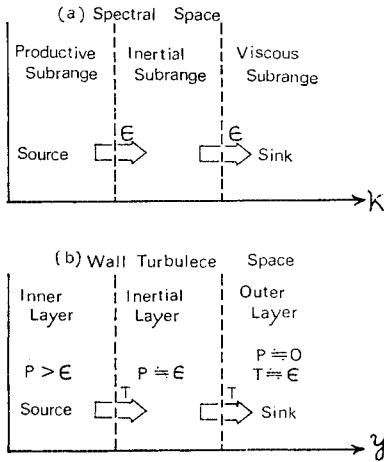 (a) Spectral Space
Productive Subrange
Inertial Subrange
Viscous Subrange
ϵ
ϵ
Source
Sink
K
(b) Wall Turbulece Space
Inner Layer
Inertial Layer
Outer Layer
P > ϵ
P ≒ ϵ
P ≒ O
T ≒ ϵ
T
T
Source
Sink
y